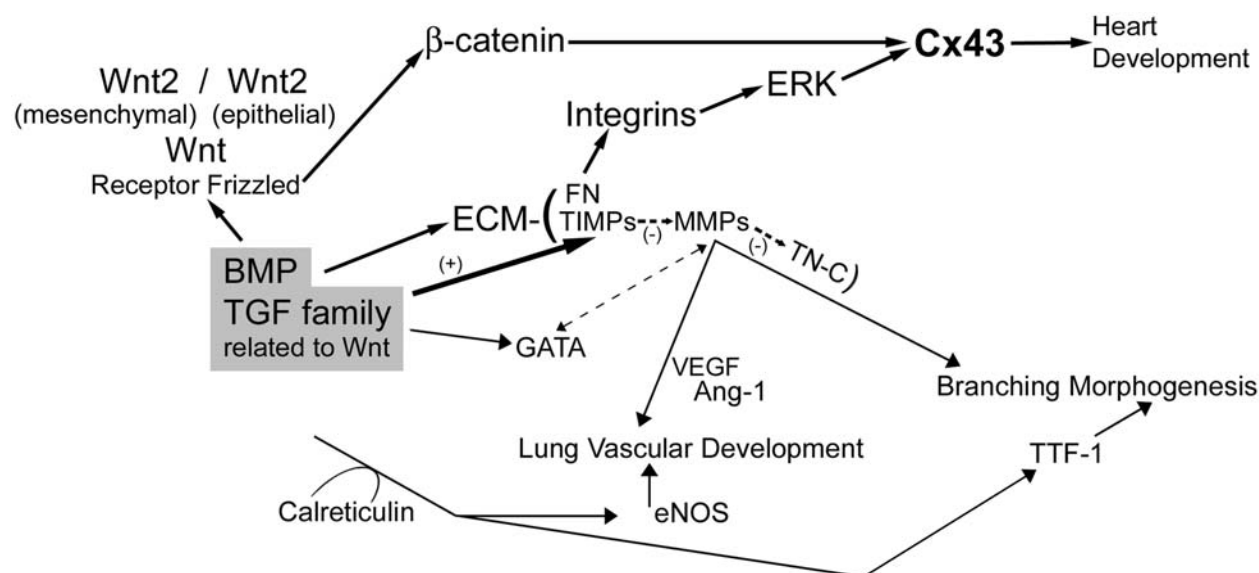 β-catenin
Cx43
Heart
Development
Wnt2 / Wnt2
(mesenchymal) (epithelial)
Wnt
Receptor Frizzled
ERK
Integrins
ECM-( FN
TIMPs (-) MMPs (-) TN-C)
(+)
BMP
TGF family
related to Wnt
GATA
VEGF
Ang-1
Branching Morphogenesis
Lung Vascular Development
TTF-1
Calreticulin
eNOS